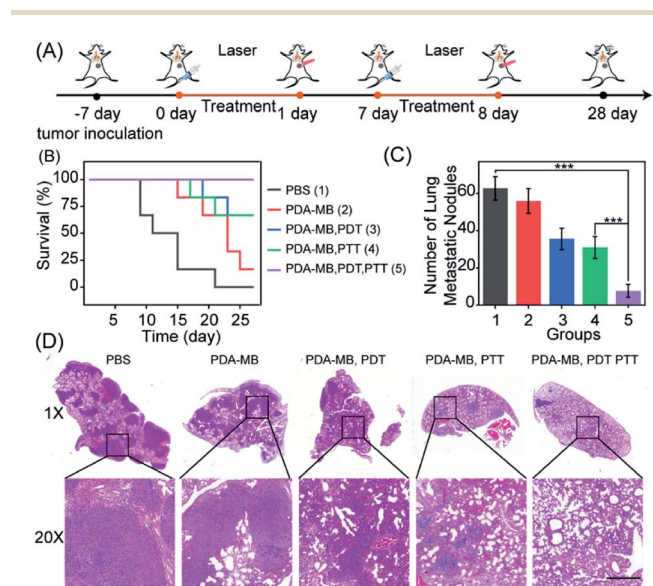 (A)
Laser
Laser
Treatment
Treatment
-7 day
0 day
1 day
7 day
8 day
28 day
tumor inoculation
(B)
Survival (%)
100
75
50
25
0
5
10
15
20
25
Time (day)
PBS (1)
PDA-MB (2)
PDA-MB,PDT (3)
PDA-MB,PTT (4)
PDA-MB,PDT,PTT (5)
(C)
Number of Lung
Metastatic Nodules
60
40
20
0
***
***
1
2
3
4
5
Groups
(D)
PBS
PDA-MB
PDA-MB, PDT
PDA-MB, PTT
PDA-MB, PDT PTT
1X
20X